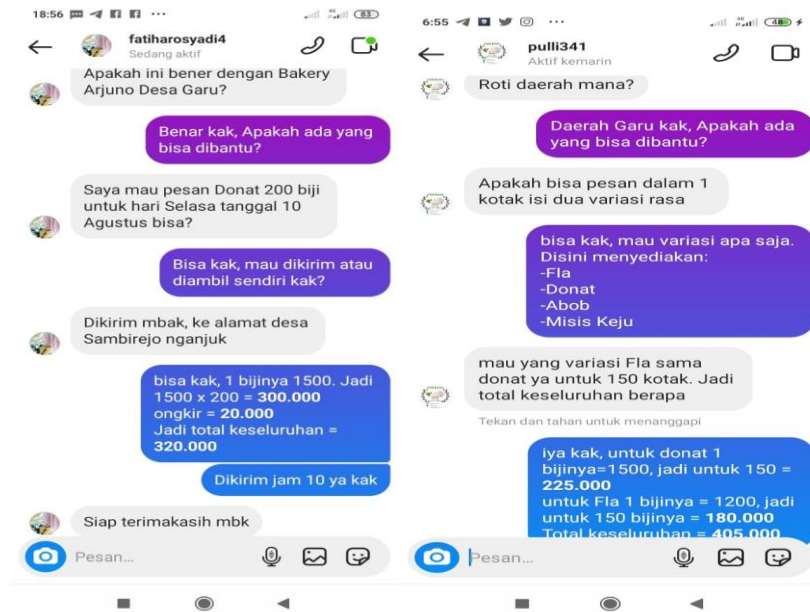 18:56
83
fatiharosyadi4
Sedang aktif
Apakah ini bener dengan Bakery
Arjuno Desa Garu?
Benar kak, Apakah ada yang
bisa dibantu?
Saya mau pesan Donat 200 biji
untuk hari Selasa tanggal 10
Agustus bisa?
Bisa kak, mau dikirim atau
diambil sendiri kak?
Dikirim mbak, ke alamat desa
Sambirejo nganjuk
bisa kak, 1 bijinya 1500. Jadi
1500 x 200 = 300.000
ongkir = 20.000
Jadi total keseluruhan =
320.000
Dikirim jam 10 ya kak
Siap terimakasih mbk
Pesan...
6:55
48
pulli341
Aktif kemarin
Roti daerah mana?
Daerah Garu kak, Apakah ada
yang bisa dibantu?
Apakah bisa pesan dalam 1
kotak isi dua variasi rasa
bisa kak, mau variasi apa saja.
Disini menyediakan:
-Fla
-Donat
-Abob
-Misis Keju
mau yang variasi Fla sama
donat ya untuk 150 kotak. Jadi
total keseluruhan berapa
Tekan dan tahan untuk menanggapi
iya kak, untuk donat 1
bijinya=1500, jadi untuk 150 =
225.000
untuk Fla 1 bijinya = 1200, jadi
untuk 150 bijinya = 180.000
Total keseluruhan = 405.000
Pesan...